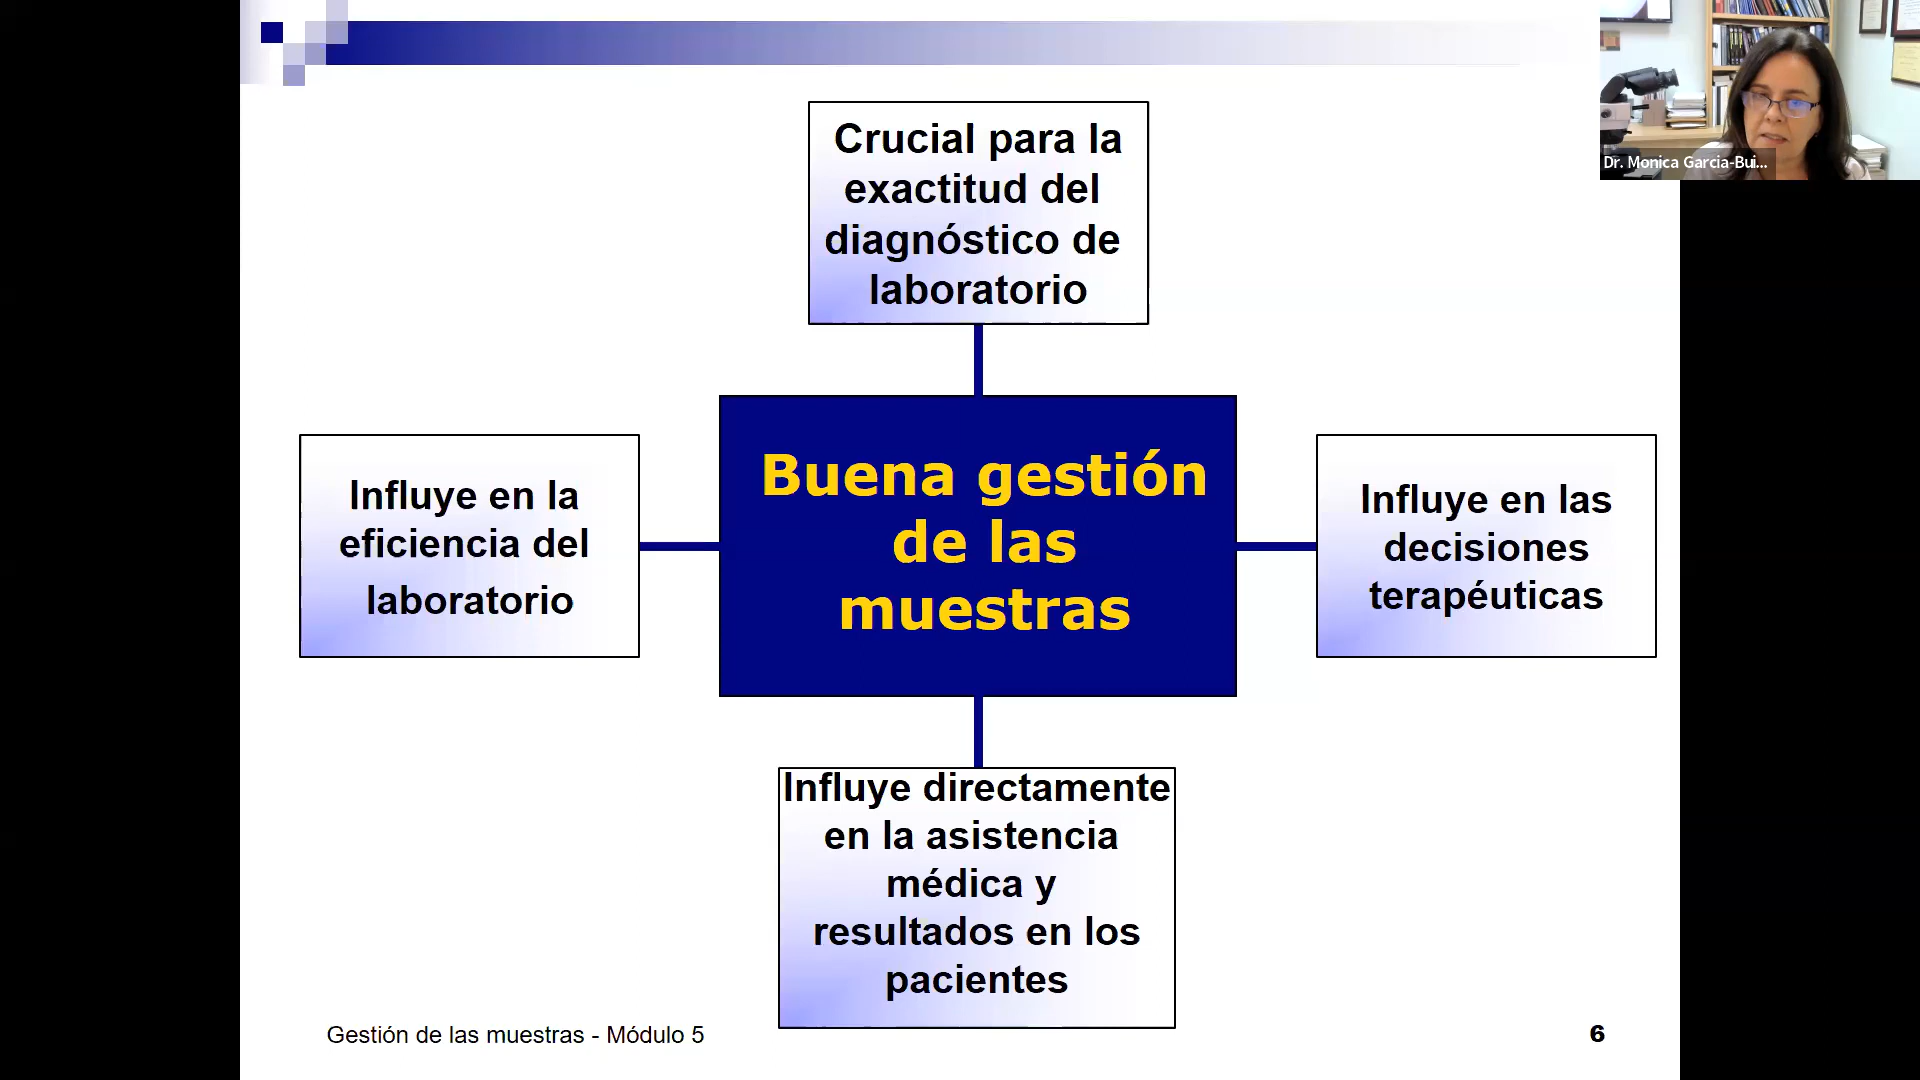 Crucial para la
exactitud del
diagnóstico de
laboratorio
Influye en la
eficiencia del
laboratorio
Buena gestión
de las
muestras
Influye en las
decisiones
terapéuticas
Influye directamente
en la asistencia
médica y
resultados en los
pacientes
Gestión de las muestras - Módulo 5
6
Dr. Monica Garcia-Bui...